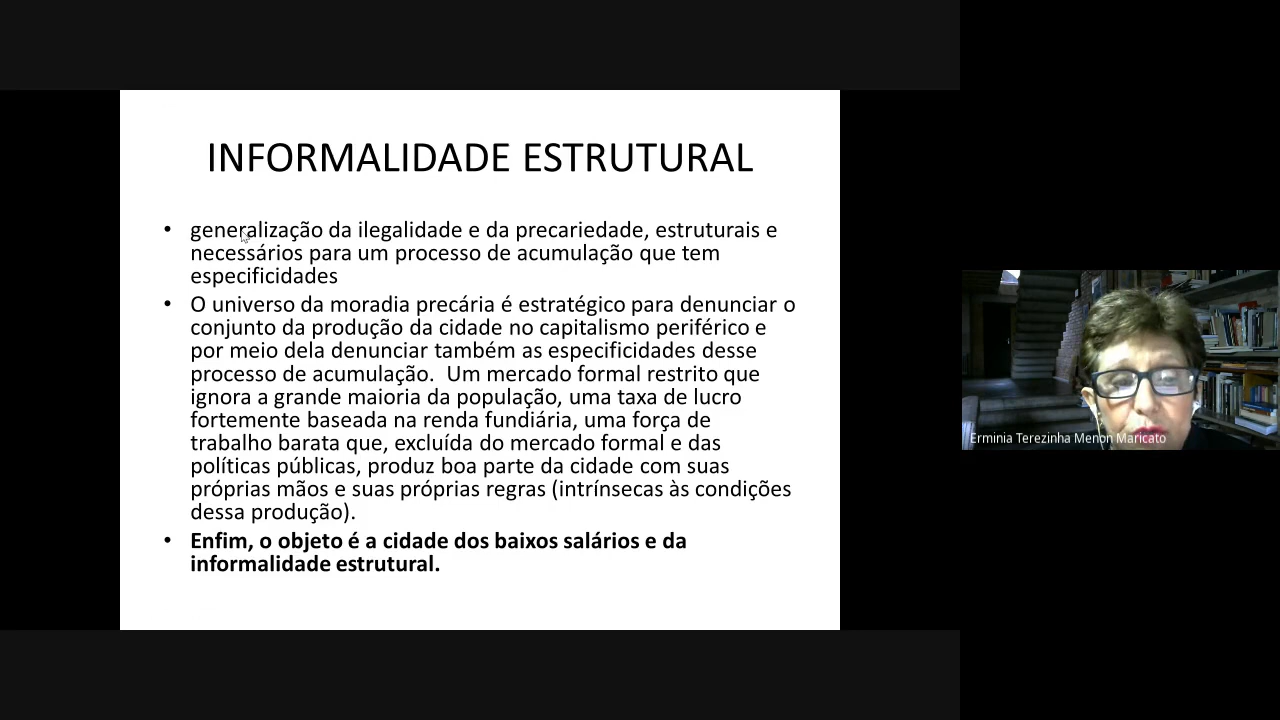 INFORMALIDADE ESTRUTURAL
• generalização da ilegalidade e da precariedade, estruturais e
necessários para um processo de acumulação que tem
especificidades
• O universo da moradia precária é estratégico para denunciar o
conjunto da produção da cidade no capitalismo periférico e
por meio dela denunciar também as especificidades desse
processo de acumulação.  Um mercado formal restrito que
ignora a grande maioria da população, uma taxa de lucro
fortemente baseada na renda fundiária, uma força de
trabalho barata que, excluída do mercado formal e das
políticas públicas, produz boa parte da cidade com suas
próprias mãos e suas próprias regras (intrínsecas às condições
dessa produção).
• Enfim, o objeto é a cidade dos baixos salários e da
informalidade estrutural.
Erminia Terezinha Menon Maricato